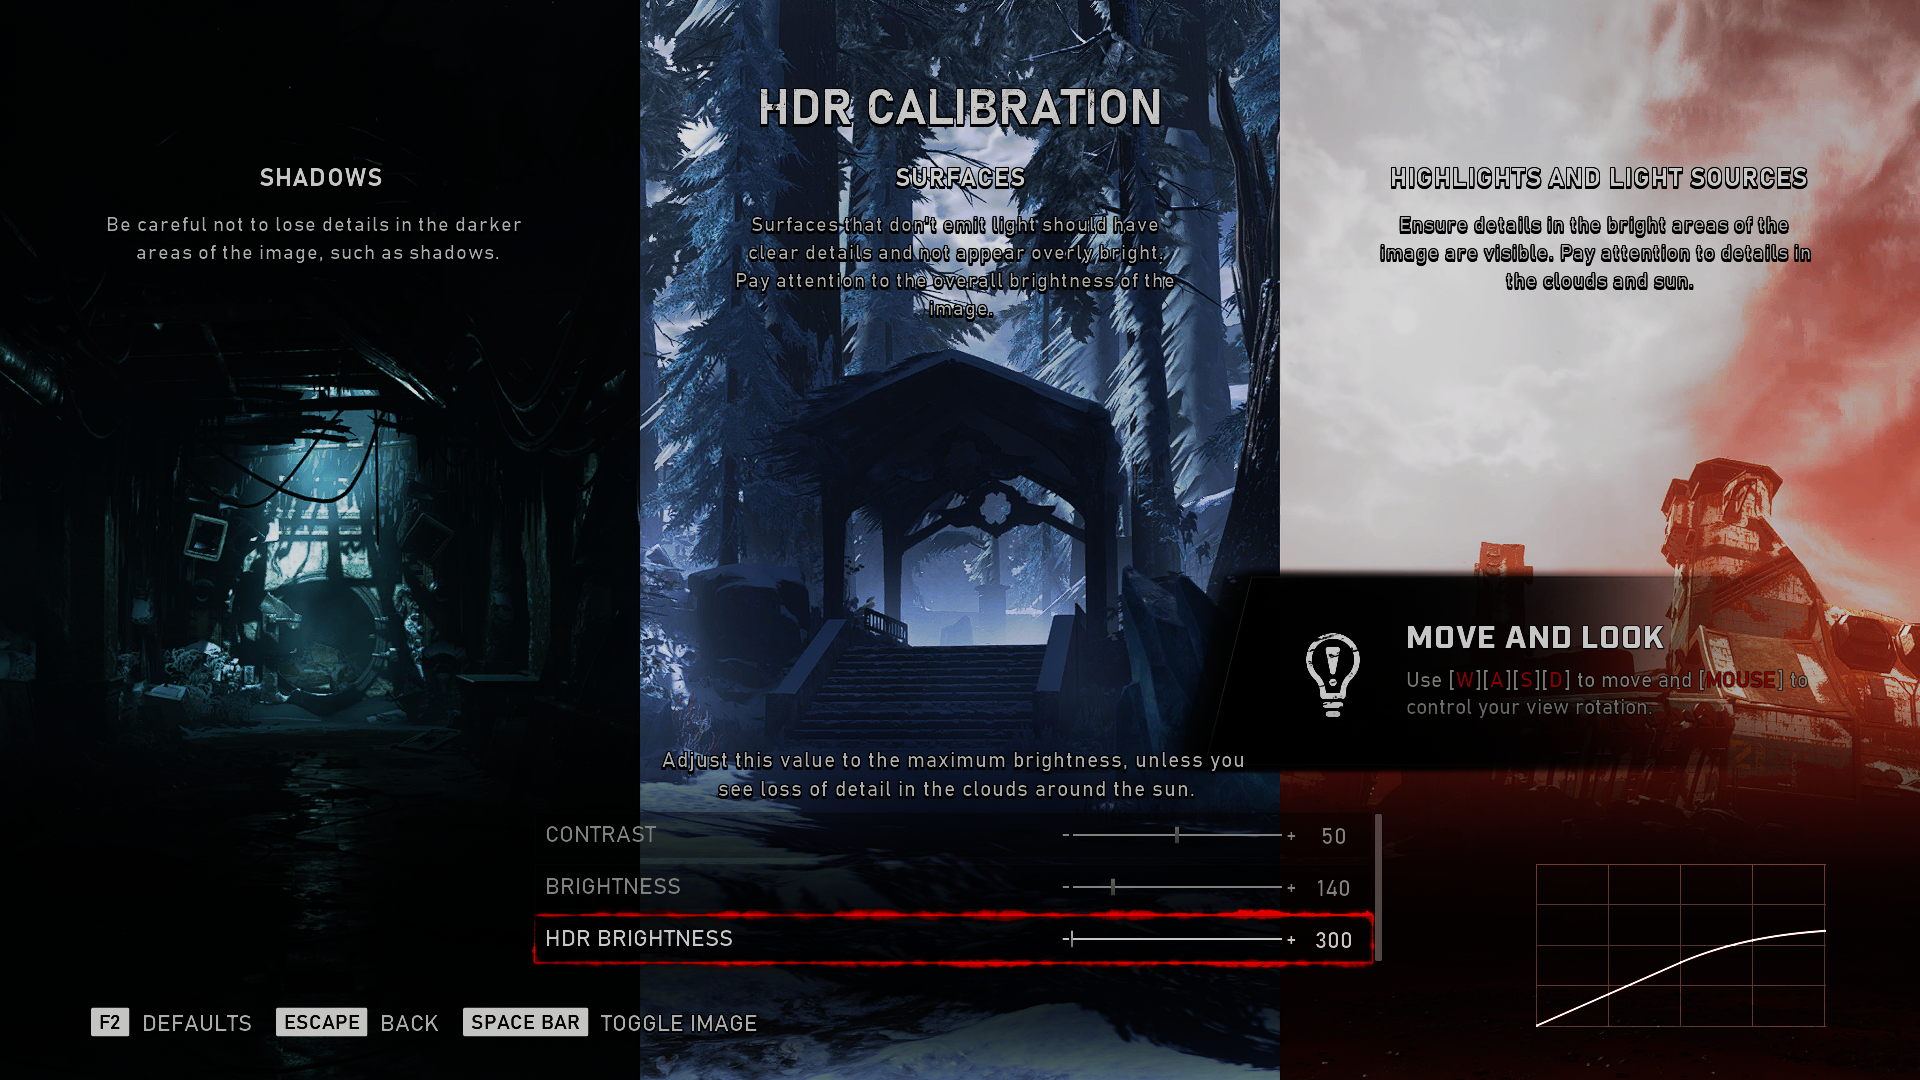 HDR CALIBRATION
SHADOWS
Be careful not to lose details in the darker
areas of the image, such as shadows.
SURFACES
Surfaces that don't emit light should have
clear details and not appear overly bright.
Pay attention to the overall brightness of the
image.
HIGHLIGHTS AND LIGHT SOURCES
Ensure details in the bright areas of the
image are visible. Pay attention to details in
the clouds and sun.
MOVE AND LOOK
Use [W][A][S][D] to move and [MOUSE] to
control your view rotation.
Adjust this value to the maximum brightness, unless you
see loss of detail in the clouds around the sun.
CONTRAST - + 50
BRIGHTNESS - + 140
HDR BRIGHTNESS - + 300
F2 DEFAULTS ESCAPE BACK SPACE BAR TOGGLE IMAGE